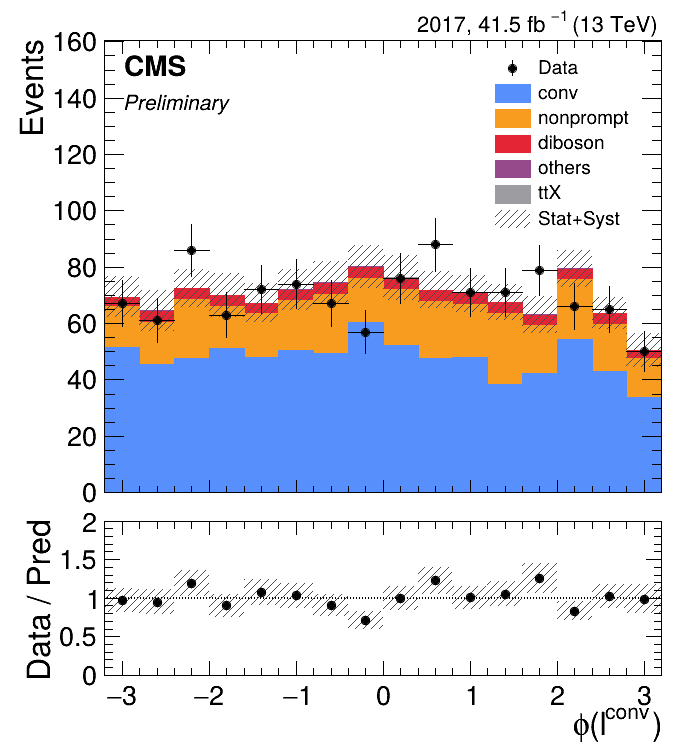 2017, 41.5 fb⁻¹ (13 TeV)
Events
160
140
120
100
80
60
40
20
0
CMS
Preliminary
Data
conv
nonprompt
diboson
others
ttX
Stat+Syst
Data / Pred
2
1.5
1
0.5
0
−3 −2 −1 0 1 2 3
ϕ(lᶜᵒⁿᵛ)